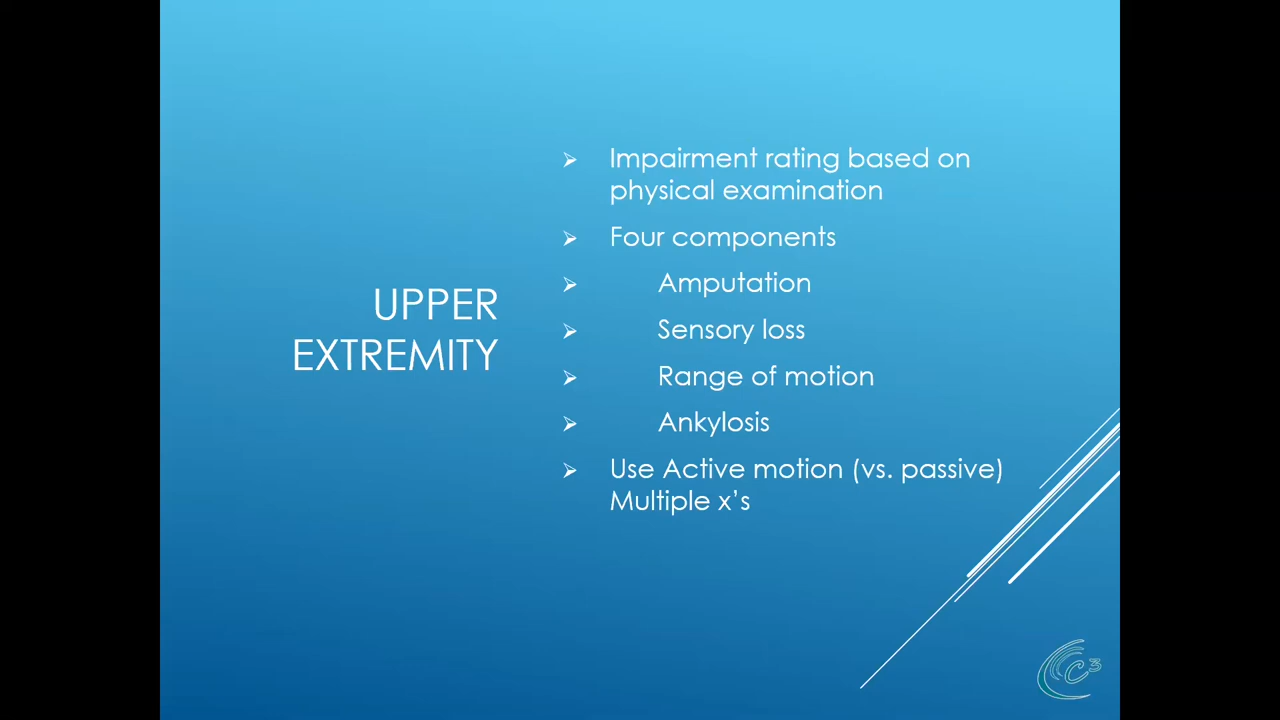 UPPER
EXTREMITY
Impairment rating based on
physical examination
Four components
Amputation
Sensory loss
Range of motion
Ankylosis
Use Active motion (vs. passive)
Multiple x's
C3